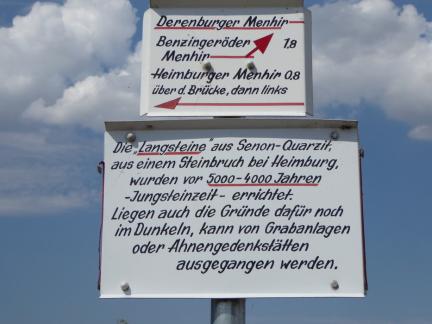 Derenburger Menhir
Benzingeröder 1,8
Menhir
Heimburger Menhir 0,8
über d. Brücke, dann links
Die „Langsteine" aus Senon-Quarzit,
aus einem Steinbruch bei Heimburg,
wurden vor 5000-4000 Jahren
-Jungsteinzeit- errichtet.
Liegen auch die Gründe dafür noch
im Dunkeln, kann von Grabanlagen
oder Ahnengedenkstätten
ausgegangen werden.